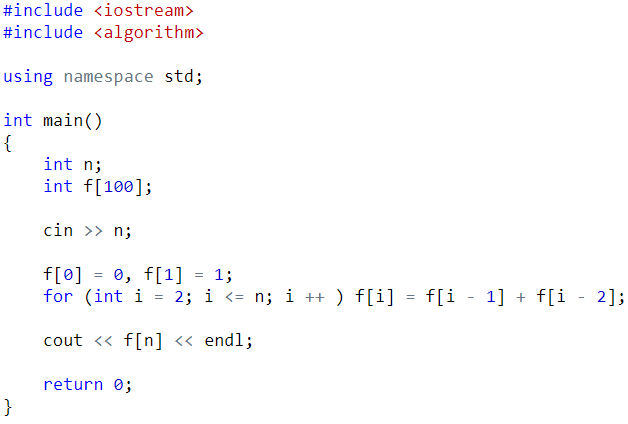 #include <iostream>
#include <algorithm>
using namespace std;
int main()
{
    int n;
    int f[100];
    cin >> n;
    f[0] = 0, f[1] = 1;
    for (int i = 2; i <= n; i ++ ) f[i] = f[i - 1] + f[i - 2];
    cout << f[n] << endl;
    return 0;
}